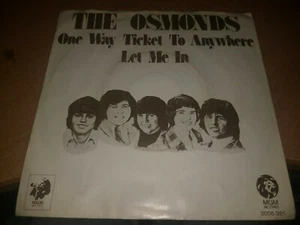 THE OSMONDS
One Way Ticket To Anywhere
Let Me In
MGM